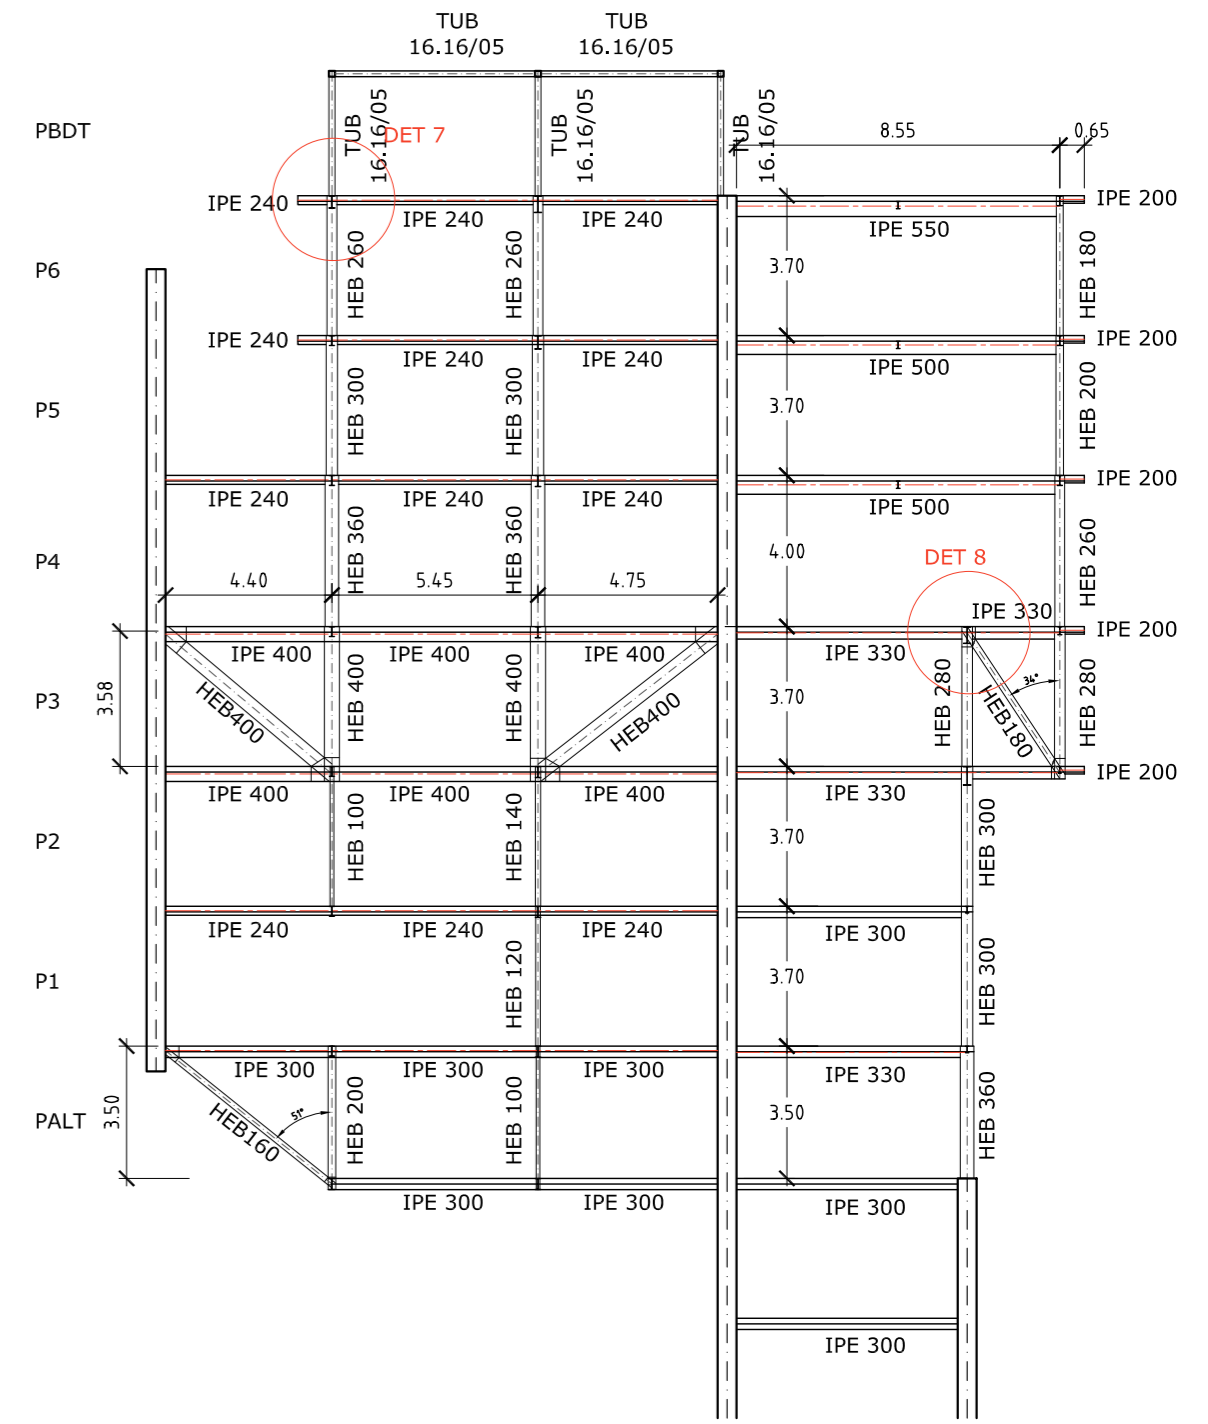 TUB
16.16/05
TUB
16.16/05
PBDT
TUB
16.16/05
DET 7
TUB
16.16/05
TUB
16.16/05
8.55
0.65
IPE 240
IPE 240
IPE 240
IPE 550
IPE 200
P6
HEB 260
HEB 260
3.70
HEB 180
IPE 240
IPE 240
IPE 240
IPE 500
IPE 200
P5
HEB 300
HEB 300
3.70
HEB 200
IPE 240
IPE 240
IPE 240
IPE 500
IPE 200
P4
HEB 360
HEB 360
4.00
DET 8
HEB 260
4.40
5.45
4.75
IPE 330
IPE 200
IPE 400
IPE 400
IPE 400
IPE 330
3.58
P3
HEB400
HEB 400
HEB 400
HEB400
3.70
HEB 280
HEB180
34°
HEB 280
IPE 400
IPE 400
IPE 400
IPE 330
IPE 200
P2
HEB 100
HEB 140
3.70
HEB 300
IPE 240
IPE 240
IPE 240
IPE 300
P1
HEB 120
3.70
HEB 300
IPE 300
IPE 300
IPE 300
IPE 330
PALT
3.50
HEB160
51°
HEB 200
HEB 100
3.50
HEB 360
IPE 300
IPE 300
IPE 300
IPE 300